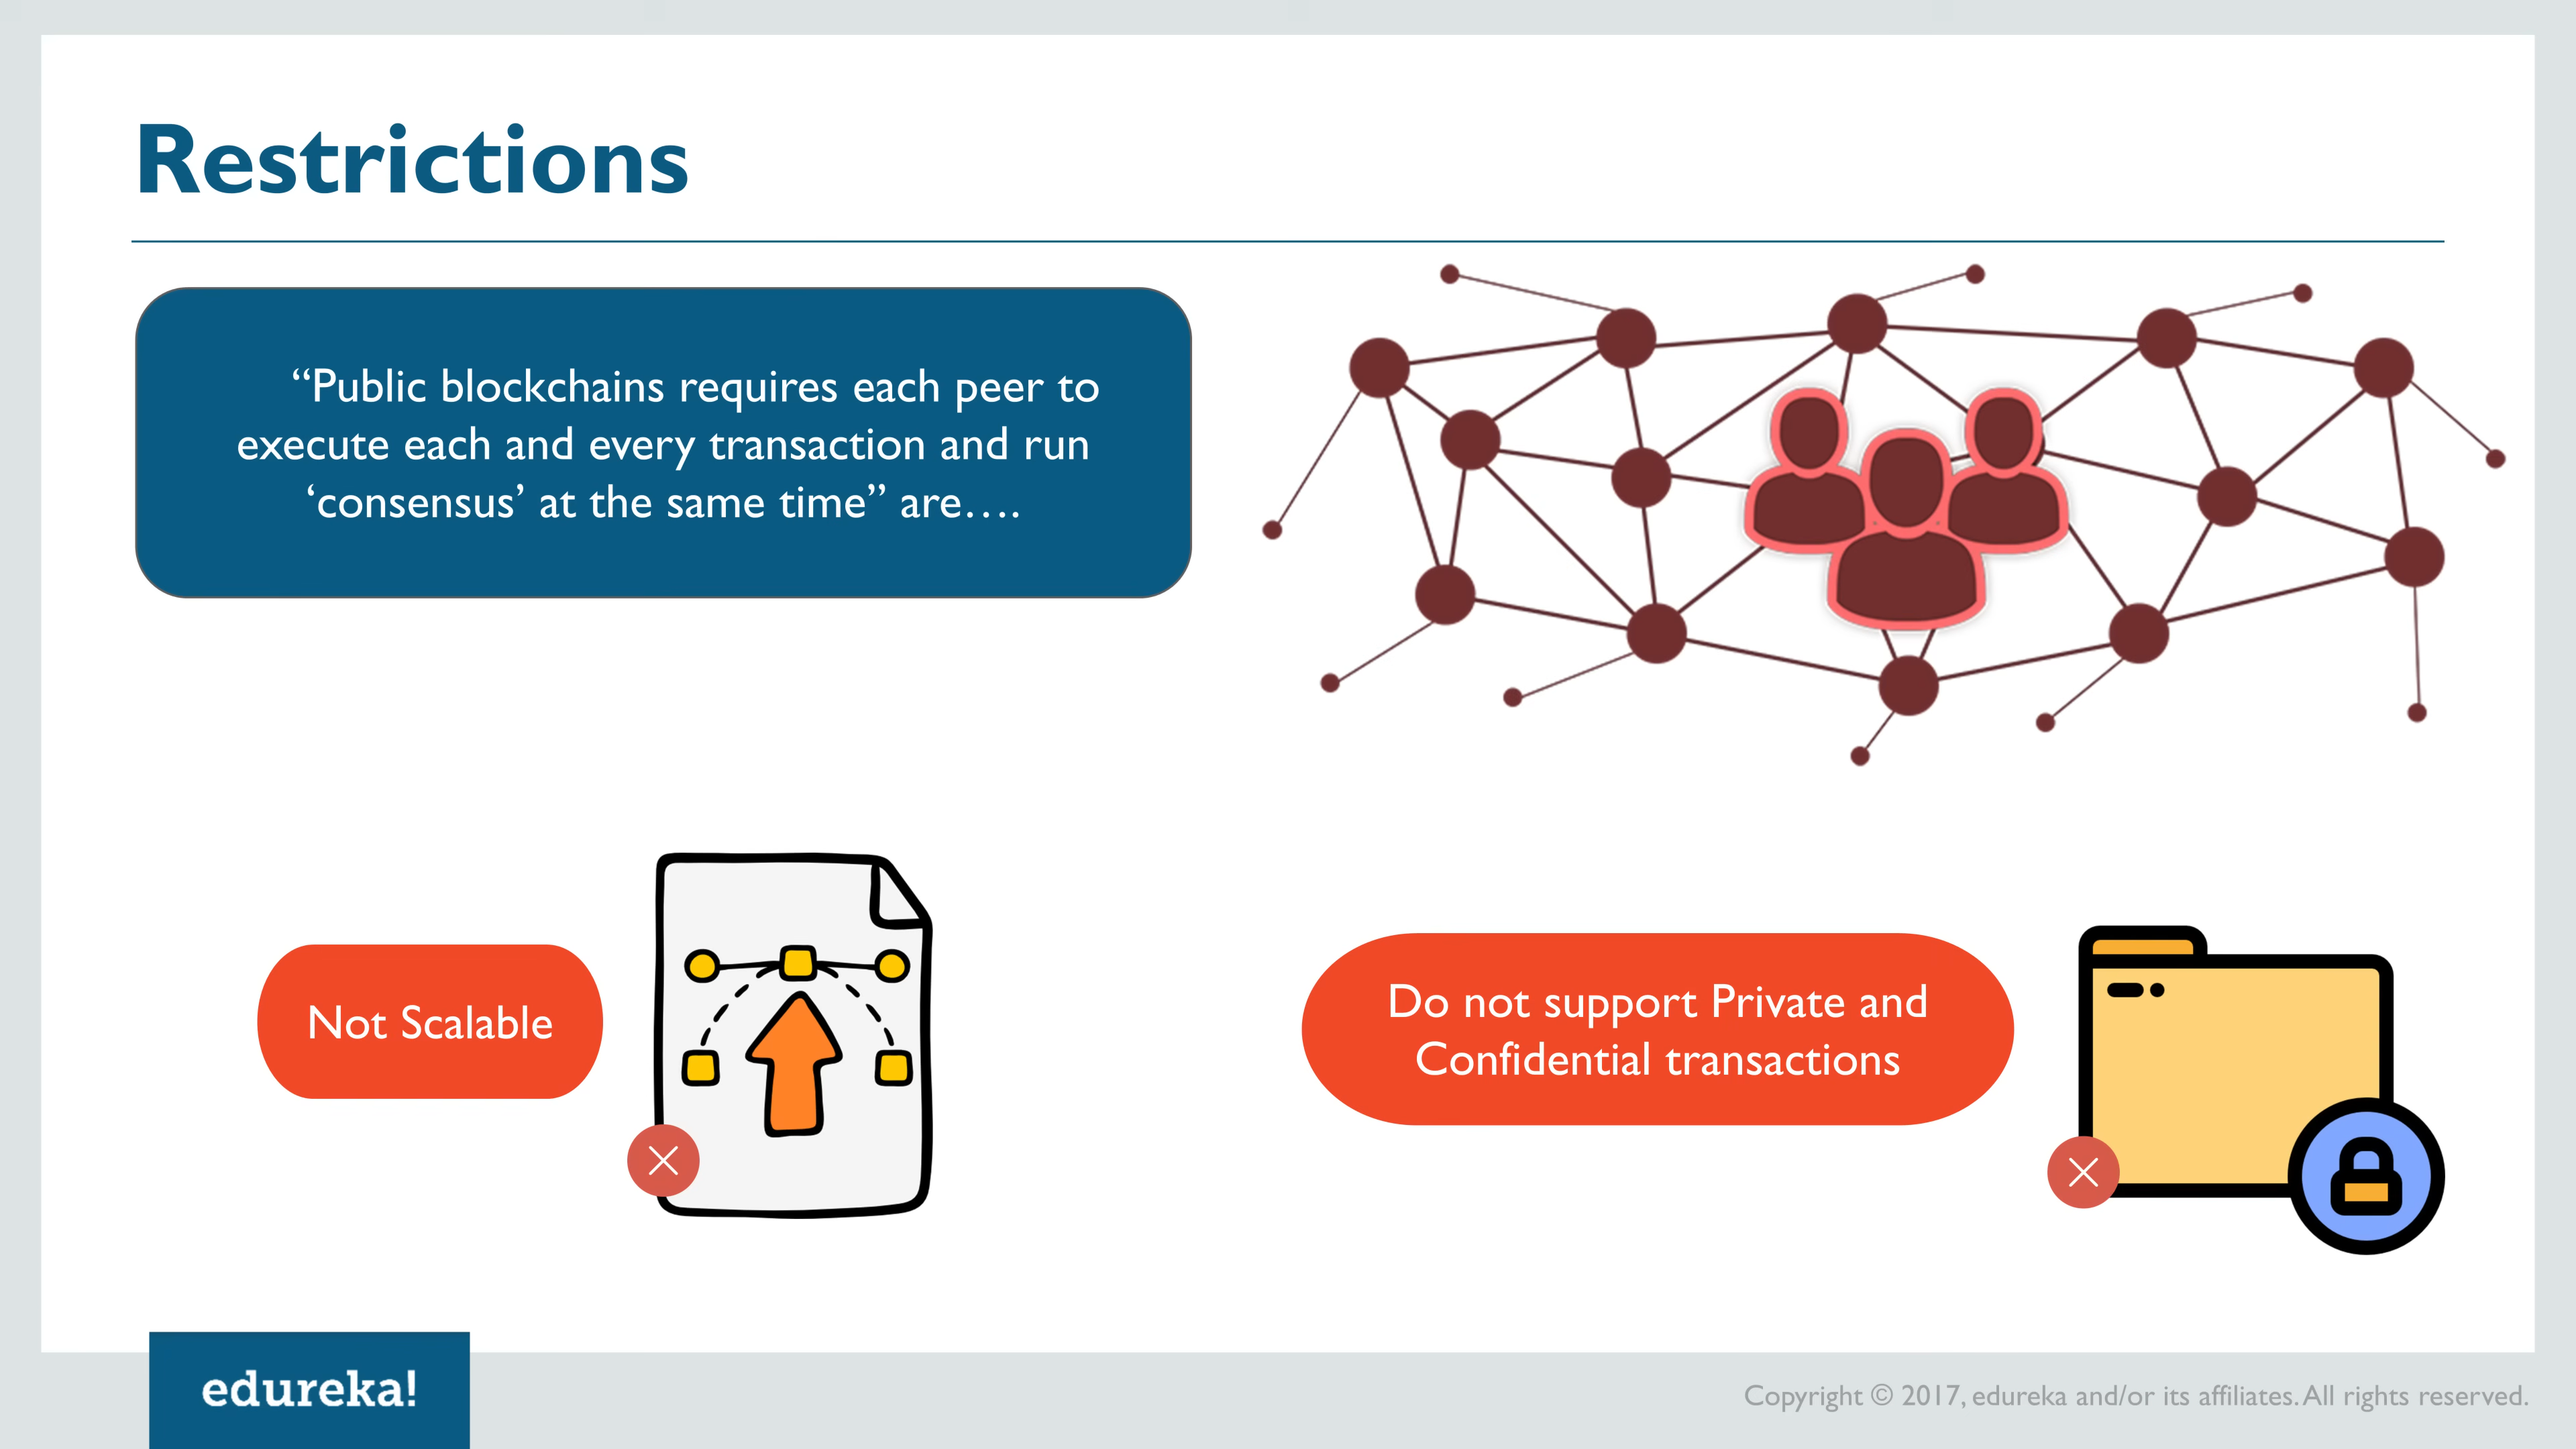 Restrictions
“Public blockchains requires each peer to
execute each and every transaction and run
‘consensus’ at the same time” are….
Not Scalable
Do not support Private and
Confidential transactions
edureka!
Copyright © 2017, edureka and/or its affiliates. All rights reserved.